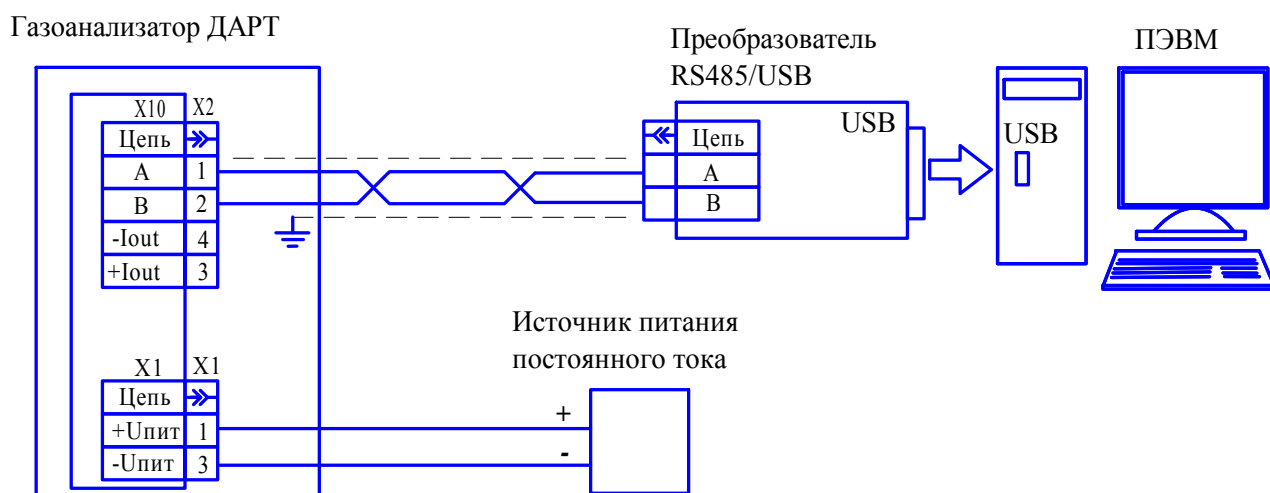 Газоанализатор ДАРТ
Преобразователь
RS485/USB
ПЭВМ
X10 X2
Цепь
A 1
B 2
-Iout 4
+Iout 3
USB
Цепь
A
B
USB
Источник питания
постоянного тока
X1 X1
Цепь
+Uпит 1
-Uпит 3
+
-